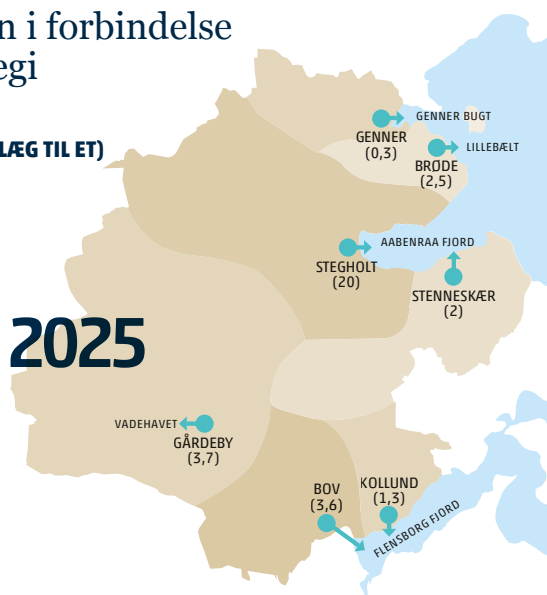 n i forbindelse
egi
LÆG TIL ET)
2025
GENNER BUGT
GENNER
(0,3)
LILLEBÆLT
BRØDE
(2,5)
AABENRAA FJORD
STEGHOLT
(20)
STENNESKÆR
(2)
VADEHAVET
GÅRDEBY
(3,7)
BOV
(3,6)
KOLLUND
(1,3)
FLENSBORG FJORD